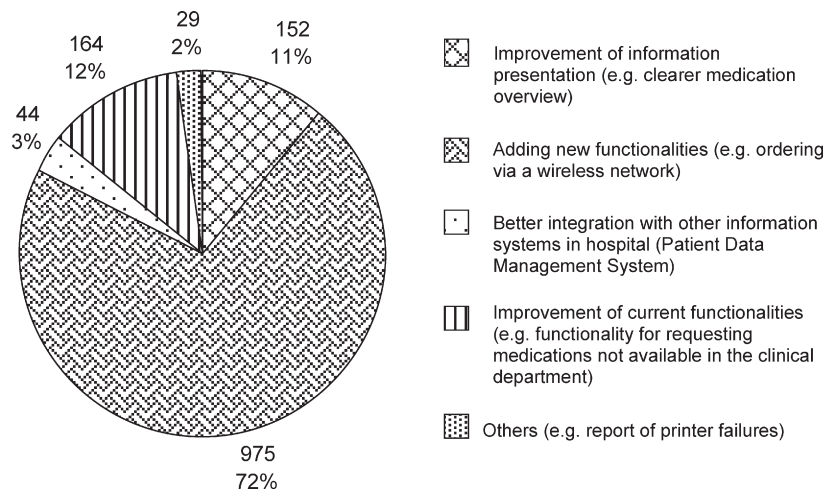 29
2%
152
11%
164
12%
44
3%
975
72%
Improvement of information
presentation (e.g. clearer medication
overview)
Adding new functionalities (e.g. ordering
via a wireless network)
Better integration with other information
systems in hospital (Patient Data
Management System)
Improvement of current functionalities
(e.g. functionality for requesting
medications not available in the clinical
department)
Others (e.g. report of printer failures)